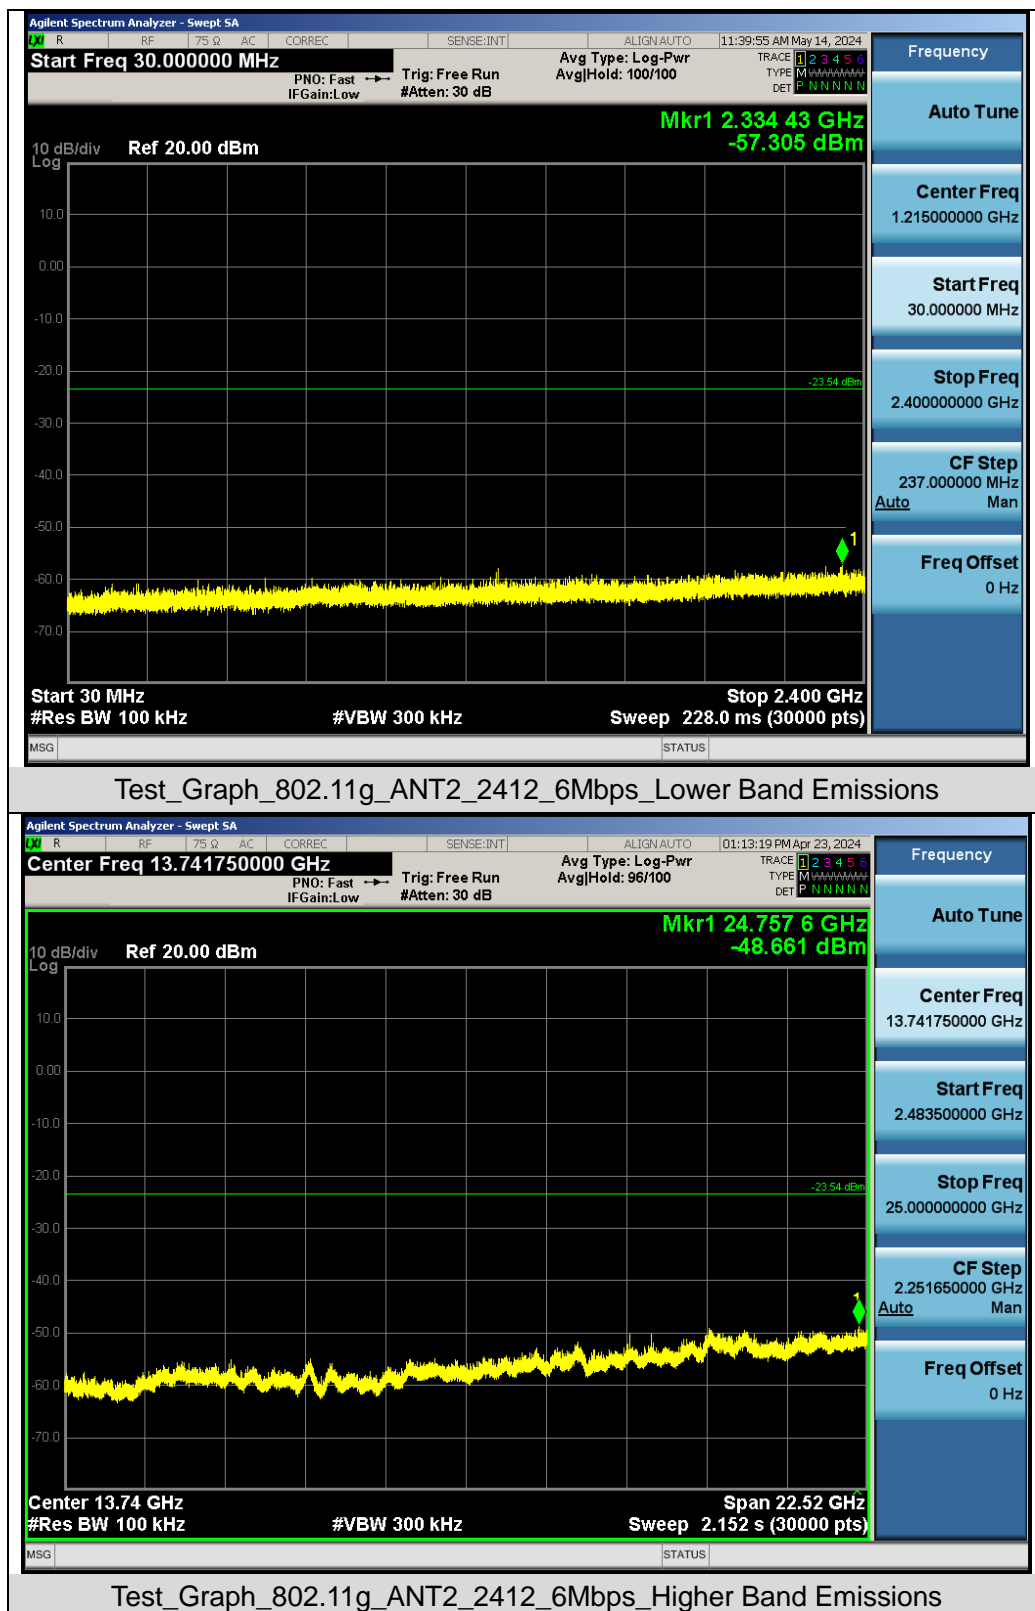 Agilent Spectrum Analyzer - Swept SA
LXI R RF 75 Ω AC CORREC SENSE:INT ALIGN AUTO 11:39:55 AM May 14, 2024
Start Freq 30.000000 MHz
PNO: Fast
IFGain:Low
Trig: Free Run
#Atten: 30 dB
Avg Type: Log-Pwr
Avg|Hold: 100/100
TRACE 1 2 3 4 5 6
TYPE M
DET P N N N N N
Mkr1 2.334 43 GHz
-57.305 dBm
10 dB/div
Log
Ref 20.00 dBm
10.0
0.00
-10.0
-20.0
-23.54 dBm
-30.0
-40.0
-50.0
1
-60.0
-70.0
Start 30 MHz
Stop 2.400 GHz
#Res BW 100 kHz
#VBW 300 kHz
Sweep 228.0 ms (30000 pts)
MSG
STATUS
Frequency
Auto Tune
Center Freq
1.215000000 GHz
Start Freq
30.000000 MHz
Stop Freq
2.400000000 GHz
CF Step
237.000000 MHz
Auto Man
Freq Offset
0 Hz
Test_Graph_802.11g_ANT2_2412_6Mbps_Lower Band Emissions
Agilent Spectrum Analyzer - Swept SA
LXI R RF 75 Ω AC CORREC SENSE:INT ALIGN AUTO 01:13:19 PM Apr 23, 2024
Center Freq 13.741750000 GHz
PNO: Fast
IFGain:Low
Trig: Free Run
#Atten: 30 dB
Avg Type: Log-Pwr
Avg|Hold: 96/100
TRACE 1 2 3 4 5 6
TYPE M
DET P N N N N N
Mkr1 24.757 6 GHz
-48.661 dBm
10 dB/div
Log
Ref 20.00 dBm
10.0
0.00
-10.0
-20.0
-23.54 dBm
-30.0
-40.0
1
-50.0
-60.0
-70.0
Center 13.74 GHz
Span 22.52 GHz
#Res BW 100 kHz
#VBW 300 kHz
Sweep 2.152 s (30000 pts)
MSG
STATUS
Frequency
Auto Tune
Center Freq
13.741750000 GHz
Start Freq
2.483500000 GHz
Stop Freq
25.000000000 GHz
CF Step
2.251650000 GHz
Auto Man
Freq Offset
0 Hz
Test_Graph_802.11g_ANT2_2412_6Mbps_Higher Band Emissions